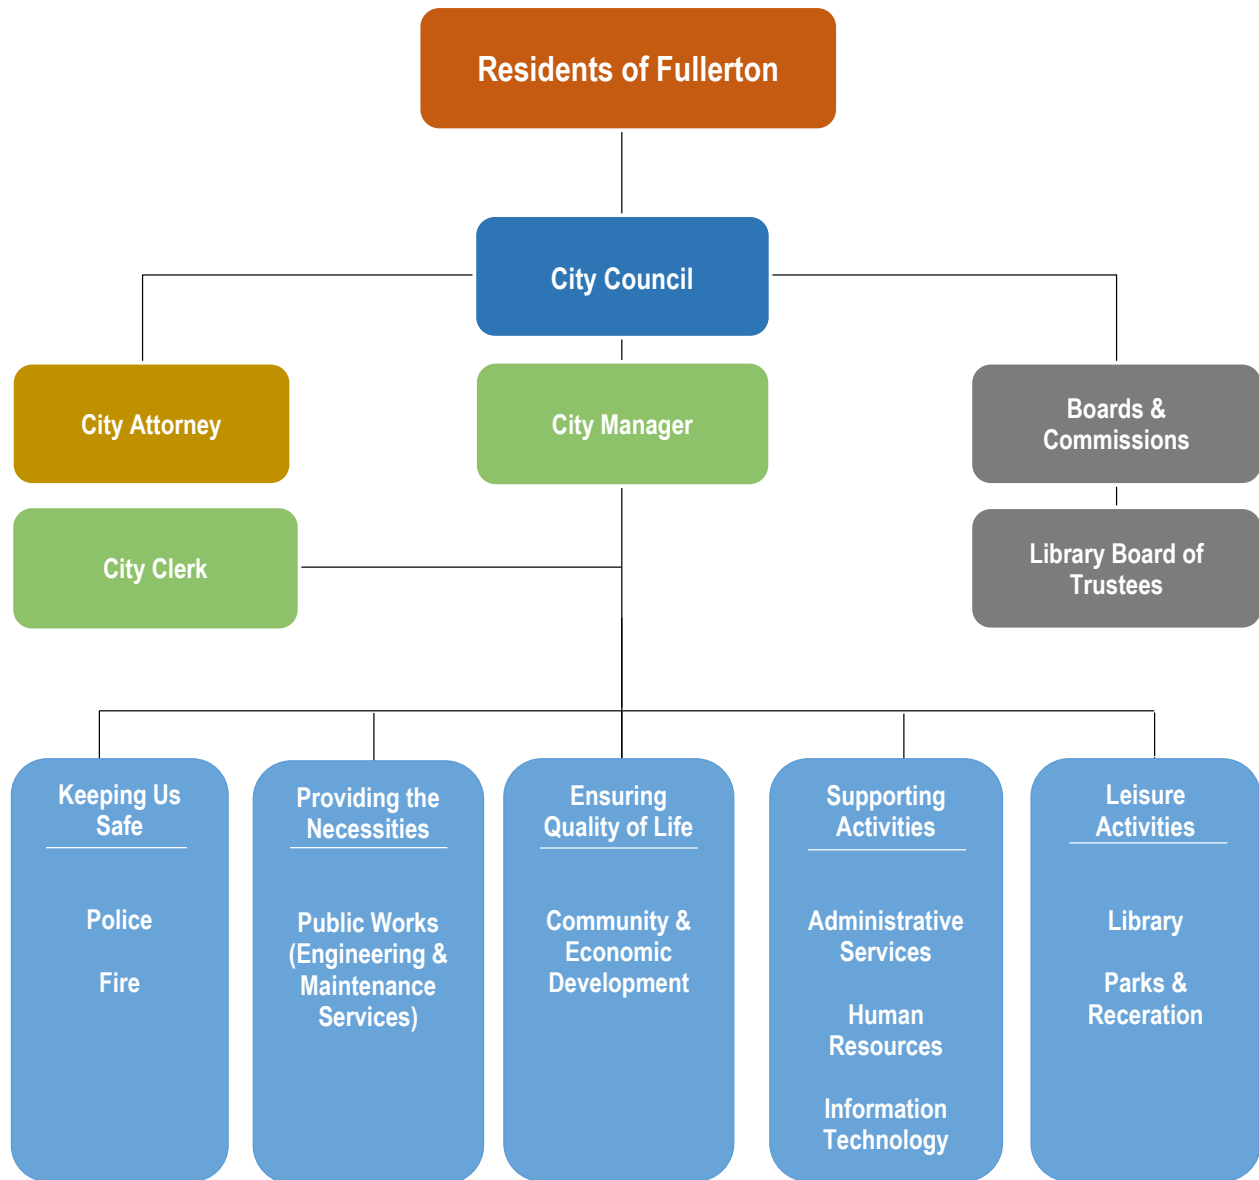 Residents of Fullerton
City Council
City Attorney
City Manager
Boards &
Commissions
City Clerk
Library Board of
Trustees
Keeping Us
Safe
Police
Fire
Providing the
Necessities
Public Works
(Engineering &
Maintenance
Services)
Ensuring
Quality of Life
Community &
Economic
Development
Supporting
Activities
Administrative
Services
Human
Resources
Information
Technology
Leisure
Activities
Library
Parks &
Receration